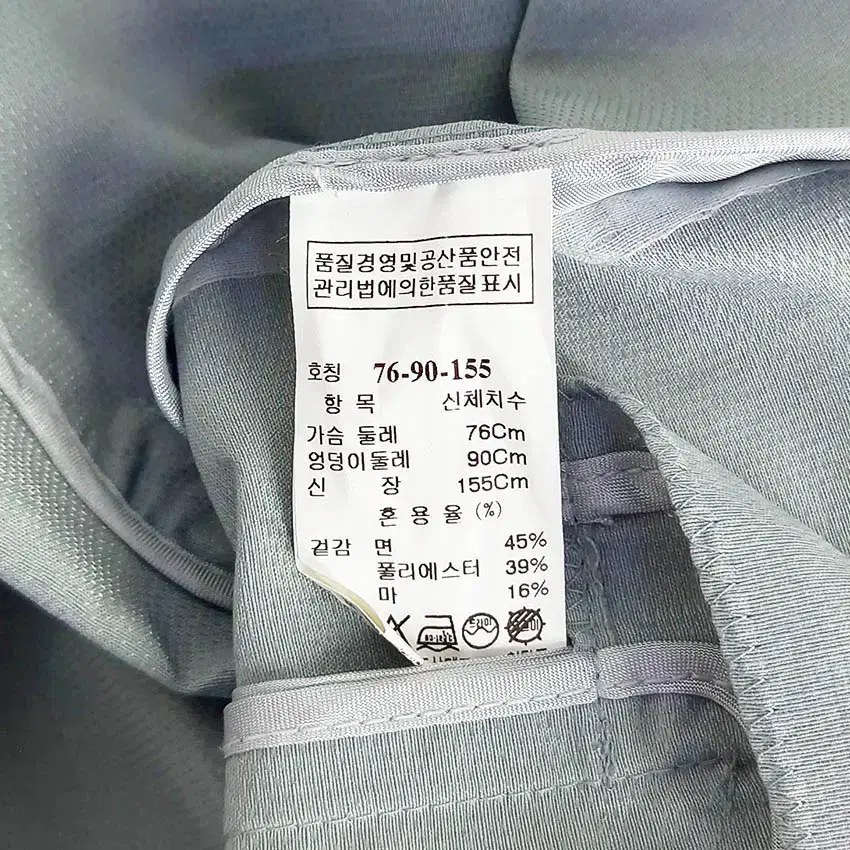 품질경영및공산품안전
관리법에의한품질표시
호칭 76-90-155
항 목 신체치수
가슴 둘레 76Cm
엉덩이둘레 90Cm
신 장 155Cm
혼 용 율 (%)
겉감 면 45%
폴리에스터 39%
마 16%
드라이